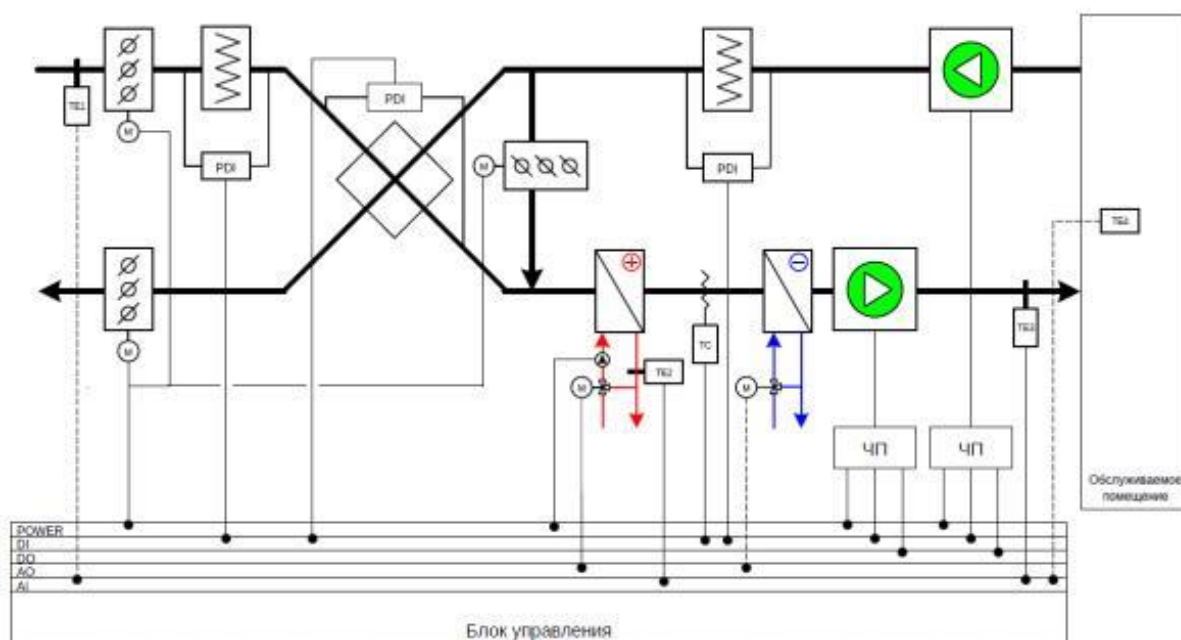 TE1
M
PDI
PDI
M
PDI
TE4
M
TC
TE2
M
M
TE3
ЧП
ЧП
Обслуживаемое
помещение
POWER
DI
DO
AO
AI
Блок управления